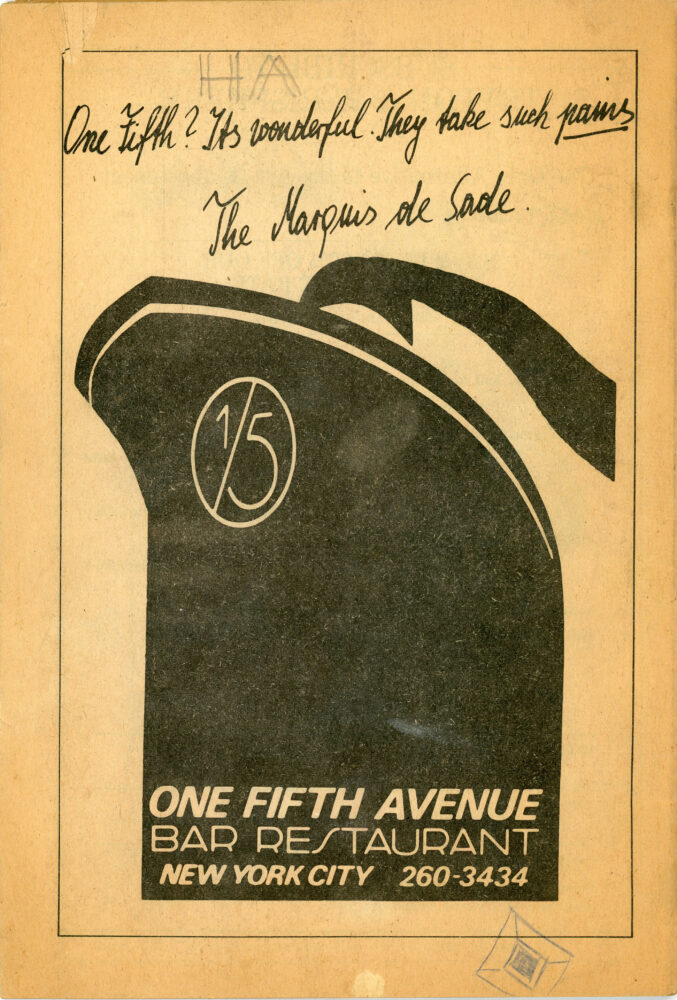 HA
One Fifth? Its wonderful. They take such pains
The Marquis de Sade.
1/5
ONE FIFTH AVENUE
BAR RESTAURANT
NEW YORK CITY 260-3434